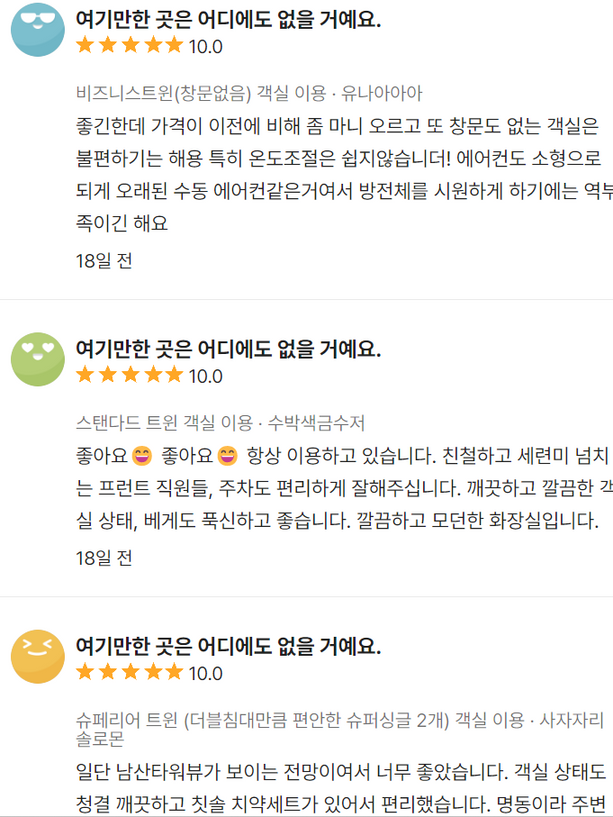 여기만한 곳은 어디에도 없을 거예요.
10.0
비즈니스트윈(창문없음) 객실 이용 · 유나아아아
좋긴한데 가격이 이전에 비해 좀 마니 오르고 또 창문도 없는 객실은
불편하기는 해용 특히 온도조절은 쉽지않습니더! 에어컨도 소형으로
되게 오래된 수동 에어컨같은거여서 방전체를 시원하게 하기에는 역부
족이긴 해요
18일 전
여기만한 곳은 어디에도 없을 거예요.
10.0
스탠다드 트윈 객실 이용 · 수박색금수저
좋아요😄 좋아요😄 항상 이용하고 있습니다. 친철하고 세련미 넘치
는 프런트 직원들, 주차도 편리하게 잘해주십니다. 깨끗하고 깔끔한 객
실 상태, 베게도 푹신하고 좋습니다. 깔끔하고 모던한 화장실입니다.
18일 전
여기만한 곳은 어디에도 없을 거예요.
10.0
슈페리어 트윈 (더블침대만큼 편안한 슈퍼싱글 2개) 객실 이용 · 사자자리
솔로몬
일단 남산타워뷰가 보이는 전망이여서 너무 좋았습니다. 객실 상태도
청결 깨끗하고 칫솔 치약세트가 있어서 편리했습니다. 명동이라 주변